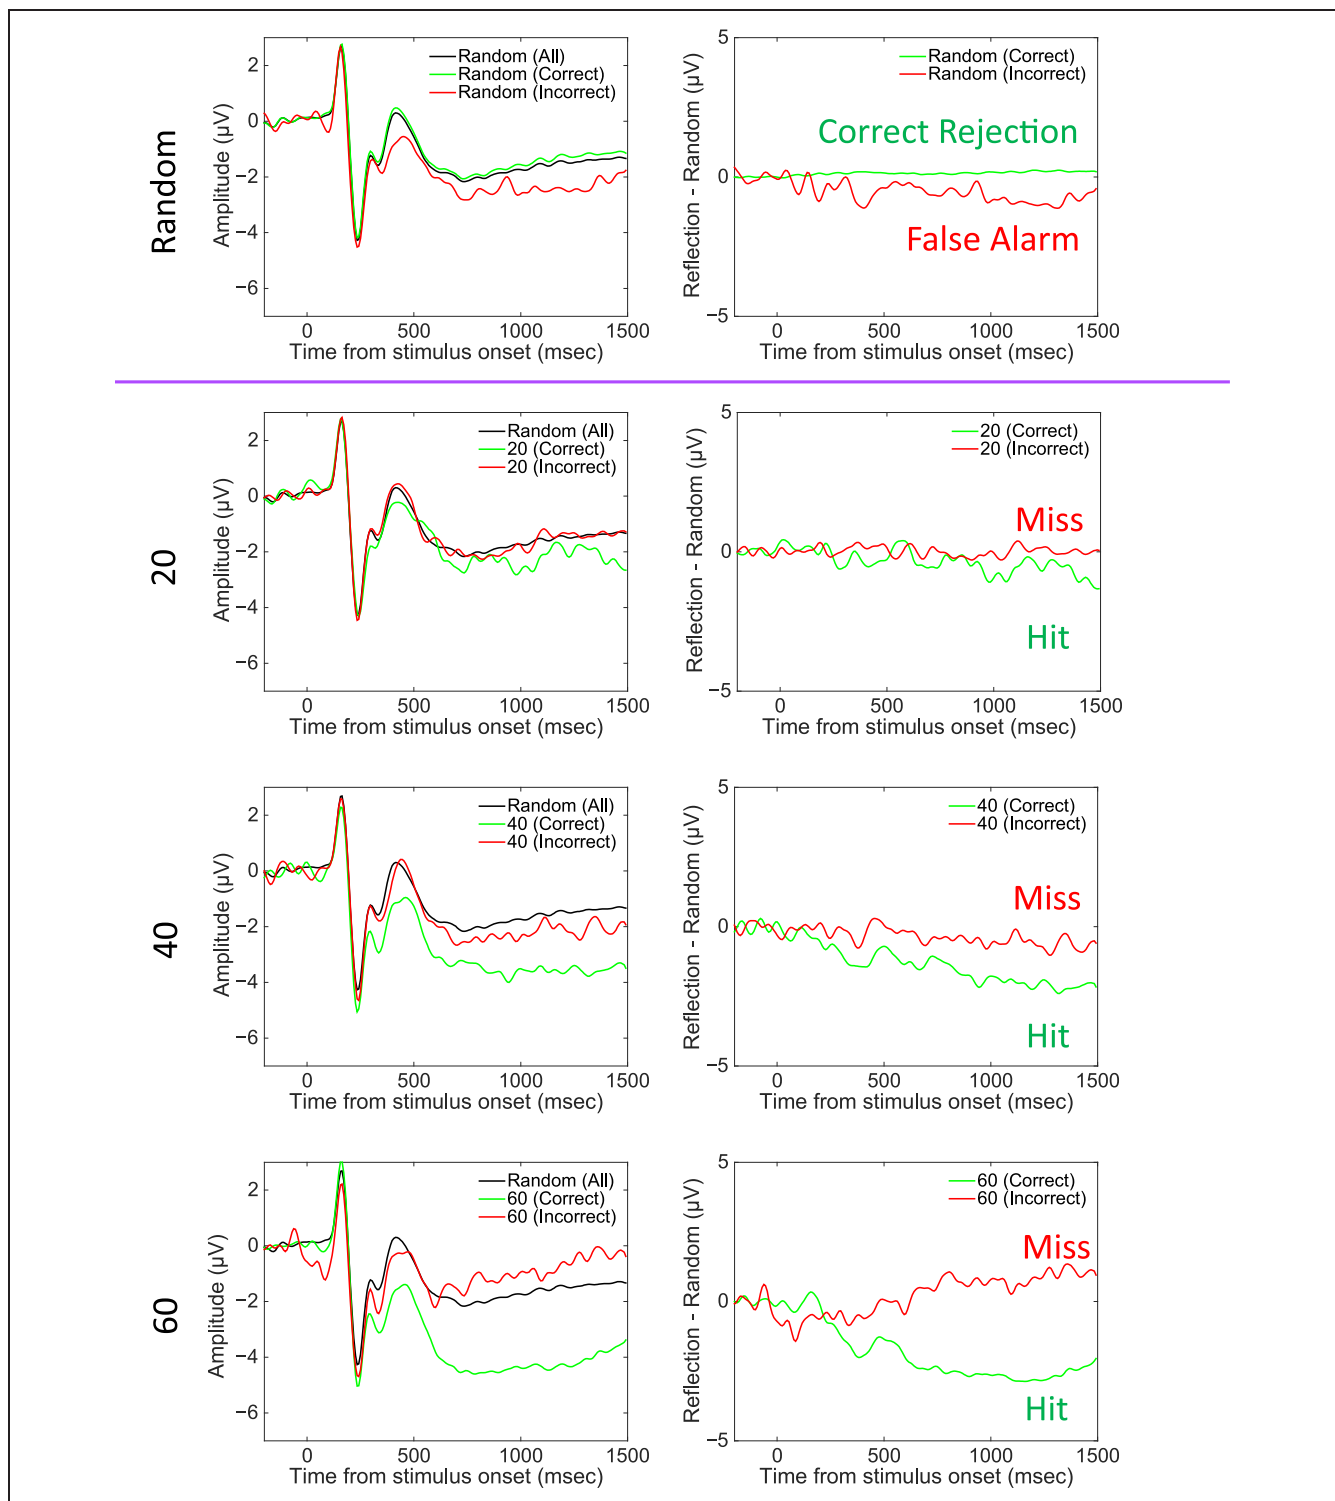 Random
Amplitude (µV)
2
0
−2
−4
−6
Random (All)
Random (Correct)
Random (Incorrect)
0 500 1000 1500
Time from stimulus onset (msec)
Reflection - Random (µV)
5
0
−5
Random (Correct)
Random (Incorrect)
Correct Rejection
False Alarm
0 500 1000 1500
Time from stimulus onset (msec)
20
Amplitude (µV)
2
0
−2
−4
−6
Random (All)
20 (Correct)
20 (Incorrect)
0 500 1000 1500
Time from stimulus onset (msec)
Reflection - Random (µV)
5
0
−5
20 (Correct)
20 (Incorrect)
Miss
Hit
0 500 1000 1500
Time from stimulus onset (msec)
40
Amplitude (µV)
2
0
−2
−4
−6
Random (All)
40 (Correct)
40 (Incorrect)
0 500 1000 1500
Time from stimulus onset (msec)
Reflection - Random (µV)
5
0
−5
40 (Correct)
40 (Incorrect)
Miss
Hit
0 500 1000 1500
Time from stimulus onset (msec)
60
Amplitude (µV)
2
0
−2
−4
−6
Random (All)
60 (Correct)
60 (Incorrect)
0 500 1000 1500
Time from stimulus onset (msec)
Reflection - Random (µV)
5
0
−5
60 (Correct)
60 (Incorrect)
Miss
Hit
0 500 1000 1500
Time from stimulus onset (msec)